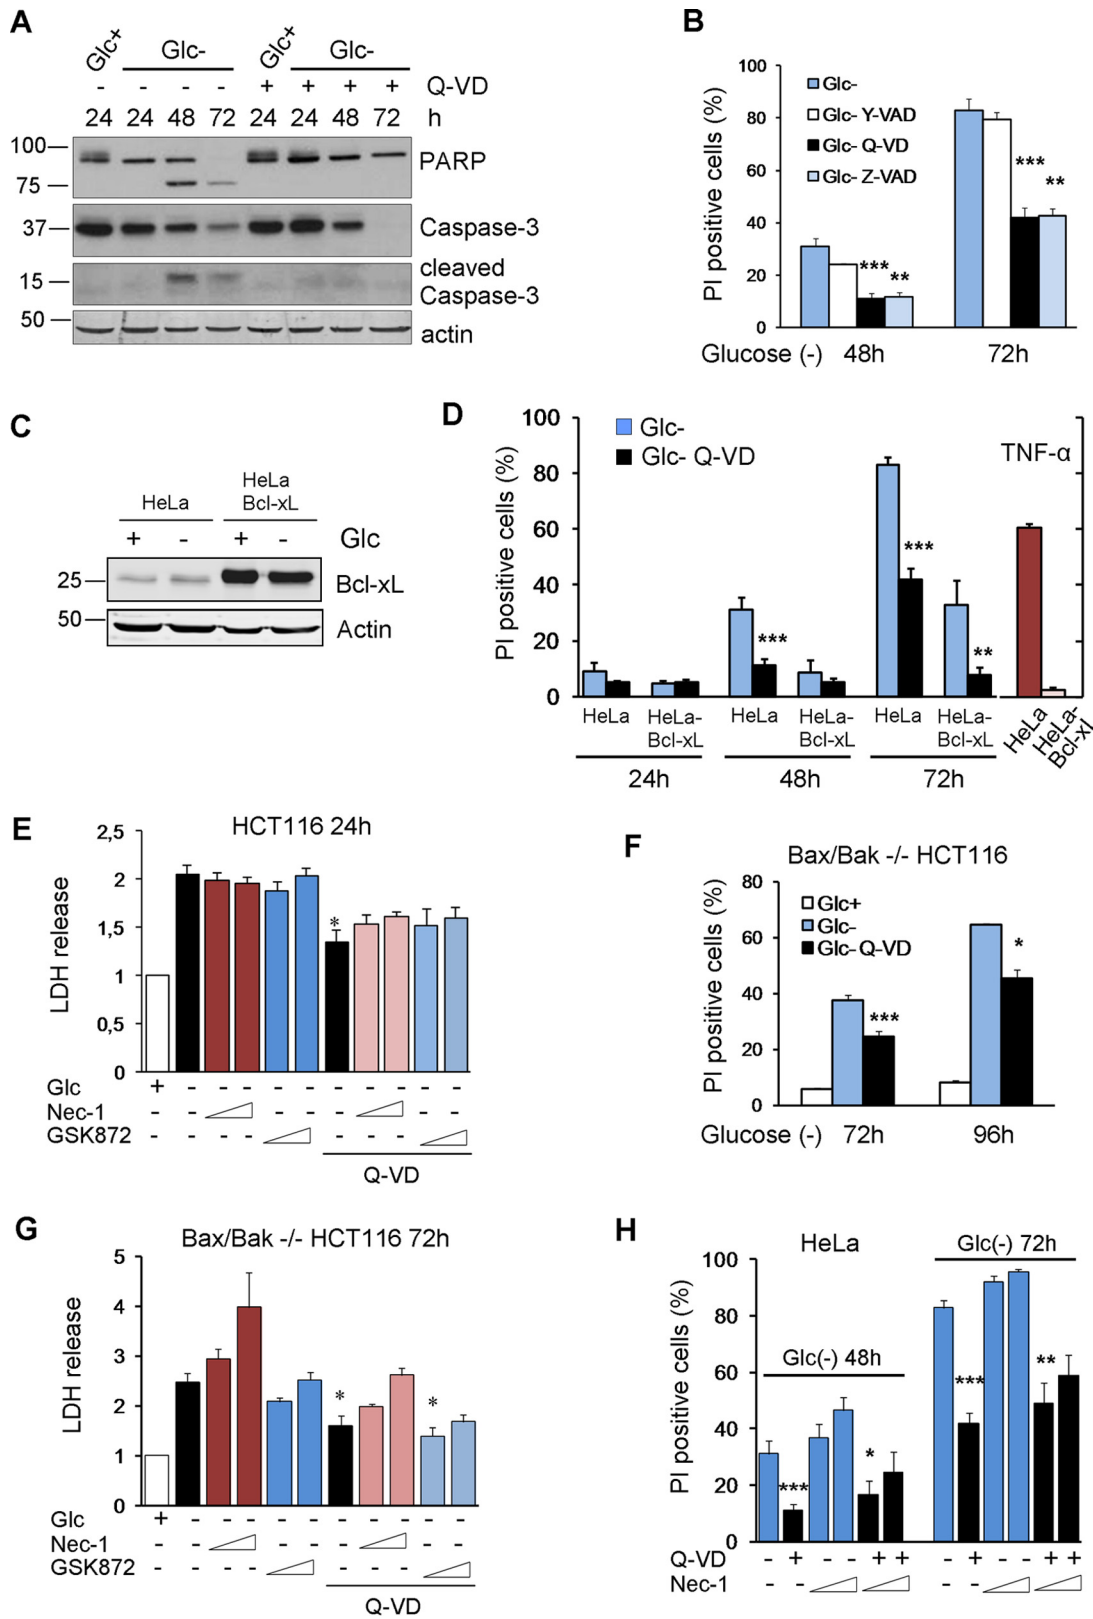 A
Glc+ Glc- Glc+ Glc-
- - - - + + + + Q-VD
24 24 48 72 24 24 48 72 h
100
PARP
75
37 Caspase-3
cleaved
15 Caspase-3
50
actin
B
PI positive cells (%)
100
80
60
40
20
0
Glc-
Glc- Y-VAD
Glc- Q-VD
Glc- Z-VAD
*** **
*** **
Glucose (-) 48h 72h
C
HeLa HeLa Bcl-xL
+ - + - Glc
25 Bcl-xL
50
Actin
D
PI positive cells (%)
100
80
60
40
20
0
Glc-
Glc- Q-VD
TNF-α
***
***
**
HeLa HeLa-Bcl-xL HeLa HeLa-Bcl-xL HeLa HeLa-Bcl-xL HeLa HeLa-Bcl-xl
24h 48h 72h
E
HCT116 24h
LDH release
2,5
2
1,5
1
0,5
0
*
Glc + - - - - - - - - - -
Nec-1 - - - - - - -
GSK872 - - - - - - -
Q-VD
F
Bax/Bak -/- HCT116
PI positive cells (%)
80
60
40
20
0
Glc+
Glc-
Glc- Q-VD
***
*
Glucose (-) 72h 96h
G
Bax/Bak -/- HCT116 72h
LDH release
5
4
3
2
1
0
* *
Glc + - - - - - - - - - -
Nec-1 - - - - - - -
GSK872 - - - - - - -
Q-VD
H
HeLa Glc(-) 72h
PI positive cells (%)
100
80
60
40
20
0
Glc(-) 48h
*** *
*** **
Q-VD - + - - + + - + - - + +
Nec-1 - - - -